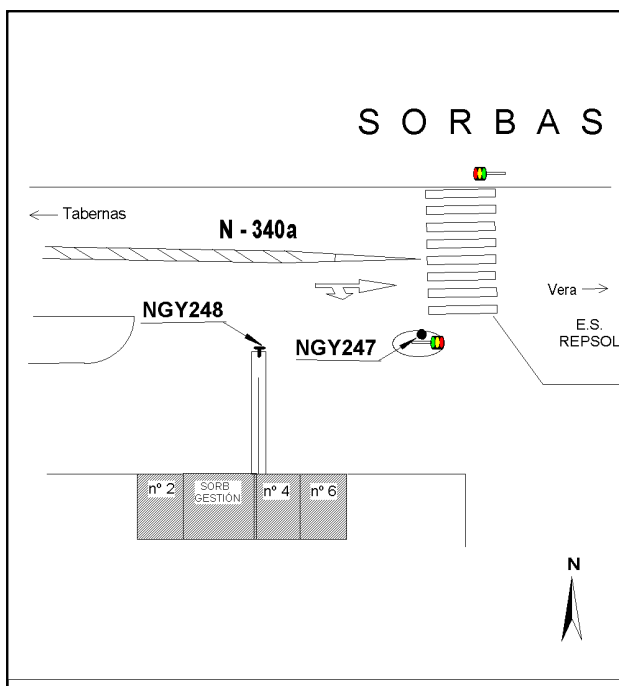 S O R B A S
← Tabernas
N - 340a
Vera →
NGY248
E.S.
REPSOL
NGY247
nº 2
SORB
GESTIÓN
nº 4
nº 6
N